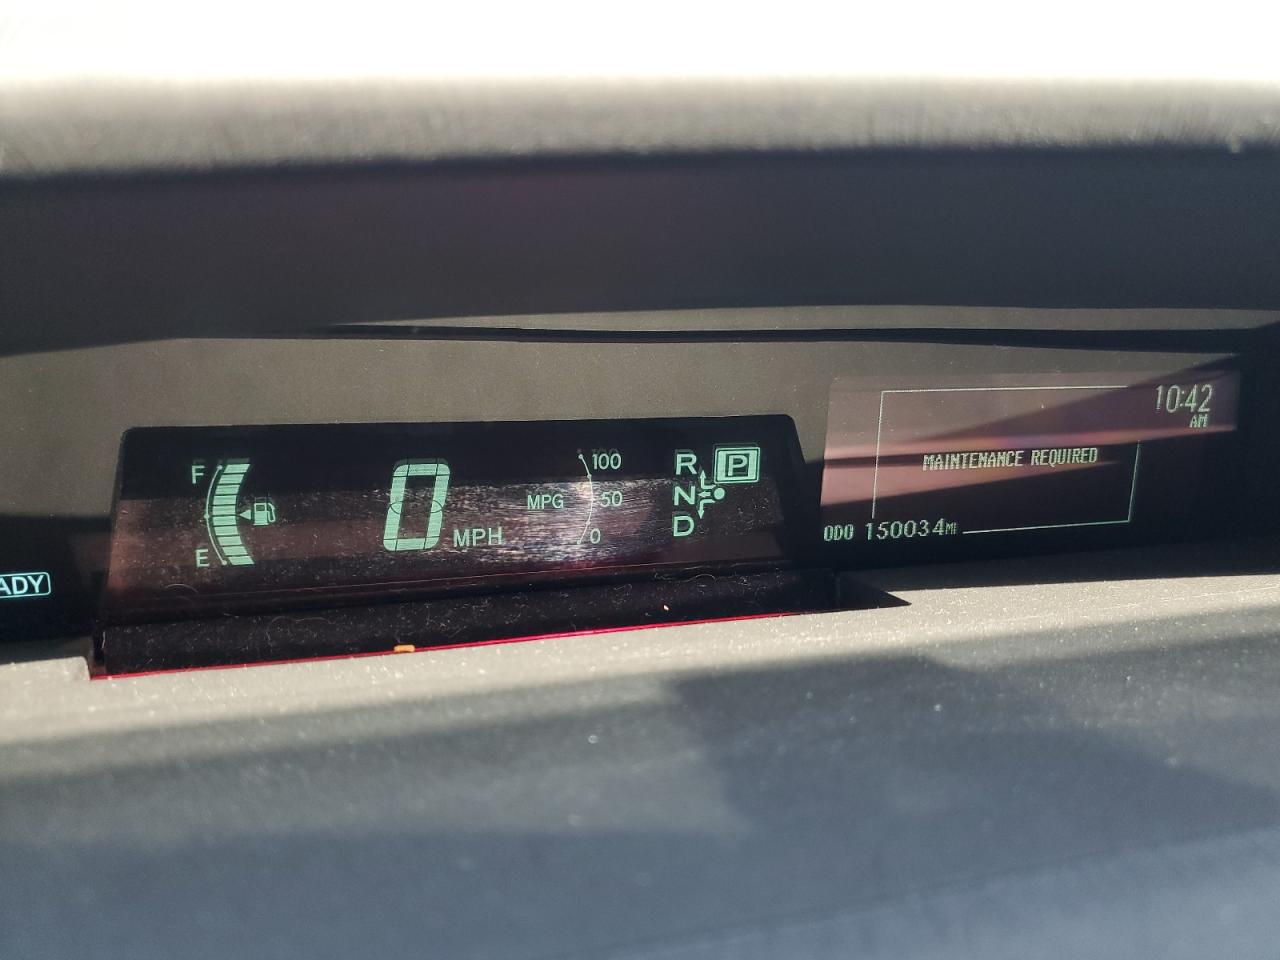 F
E
ADY
0
MPH
MPG
100
50
0
R
N
D
P
10:42
AM
MAINTENANCE REQUIRED
ODO 150034MI